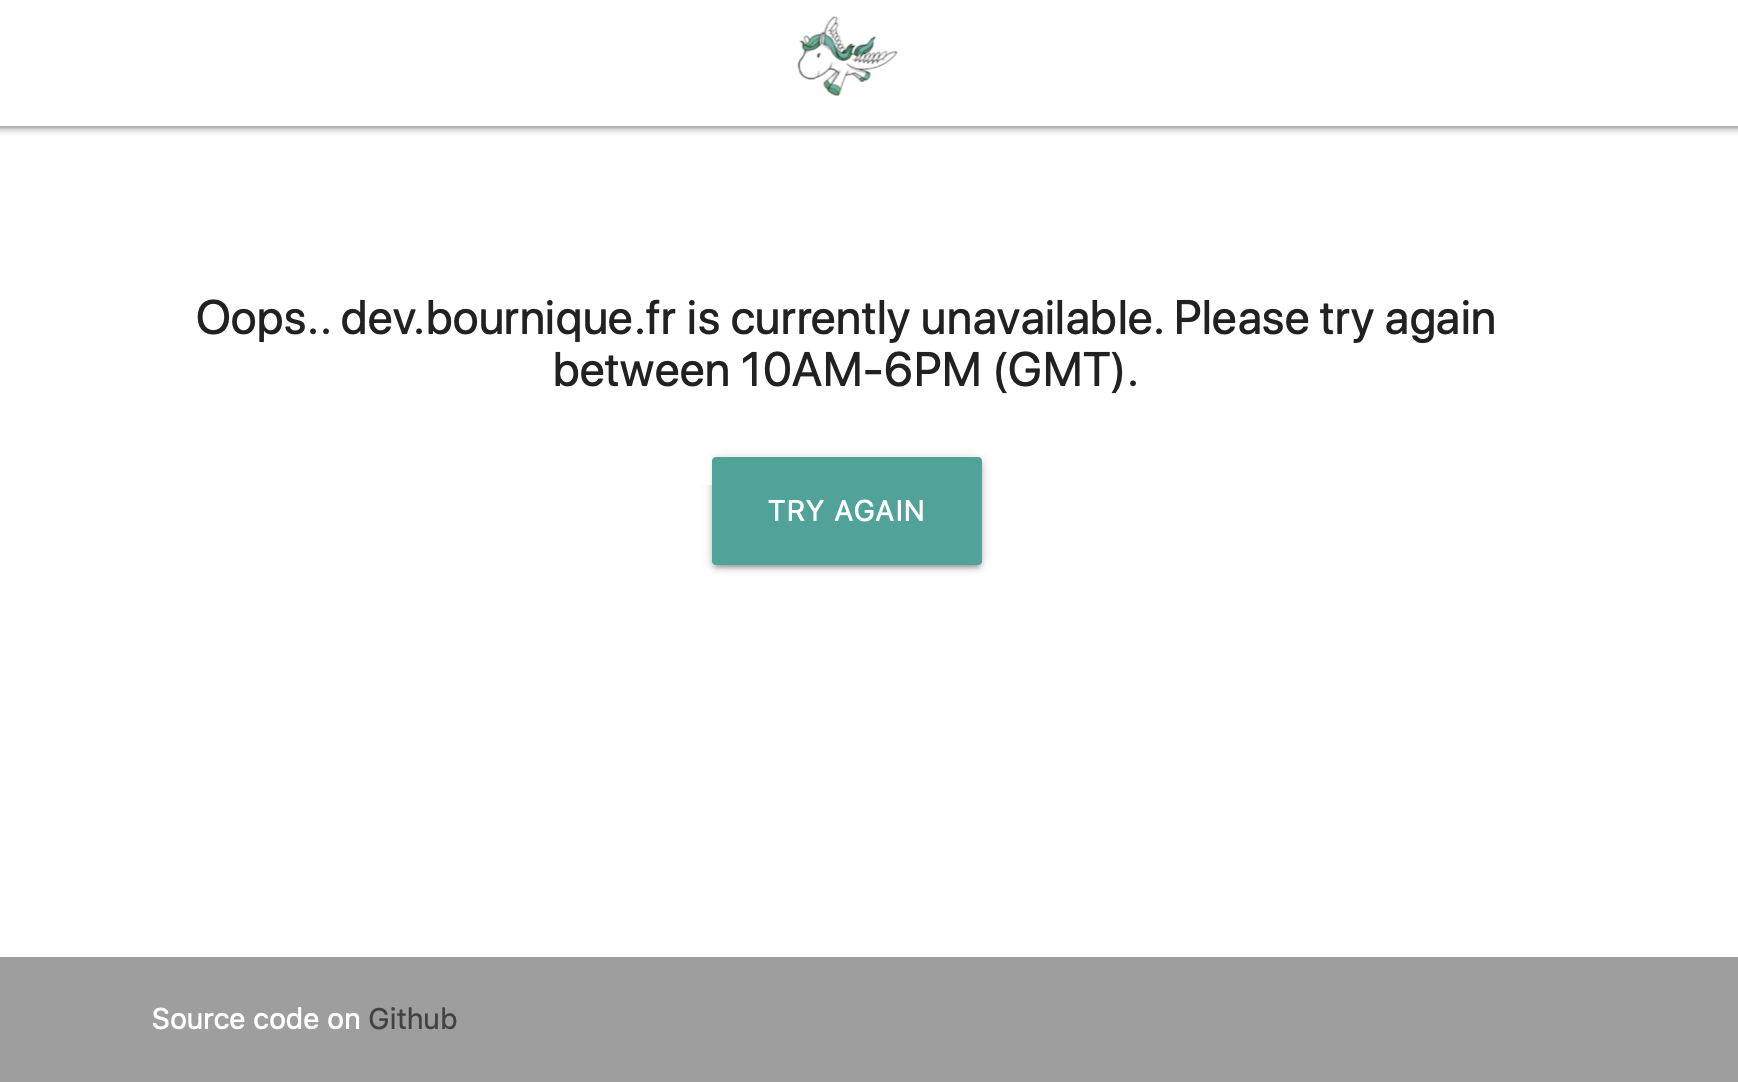 Oops.. dev.bournique.fr is currently unavailable. Please try again
between 10AM-6PM (GMT).
TRY AGAIN
Source code on Github